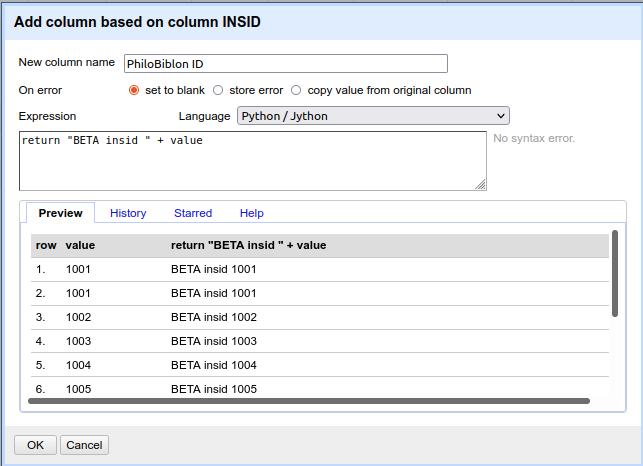 Add column based on column INSID
New column name PhiloBiblon ID
On error set to blank store error copy value from original column
Expression Language Python / Jython
return "BETA insid " + value No syntax error.
Preview History Starred Help
row value return "BETA insid " + value
1. 1001 BETA insid 1001
2. 1001 BETA insid 1001
3. 1002 BETA insid 1002
4. 1003 BETA insid 1003
5. 1004 BETA insid 1004
6. 1005 BETA insid 1005
OK Cancel